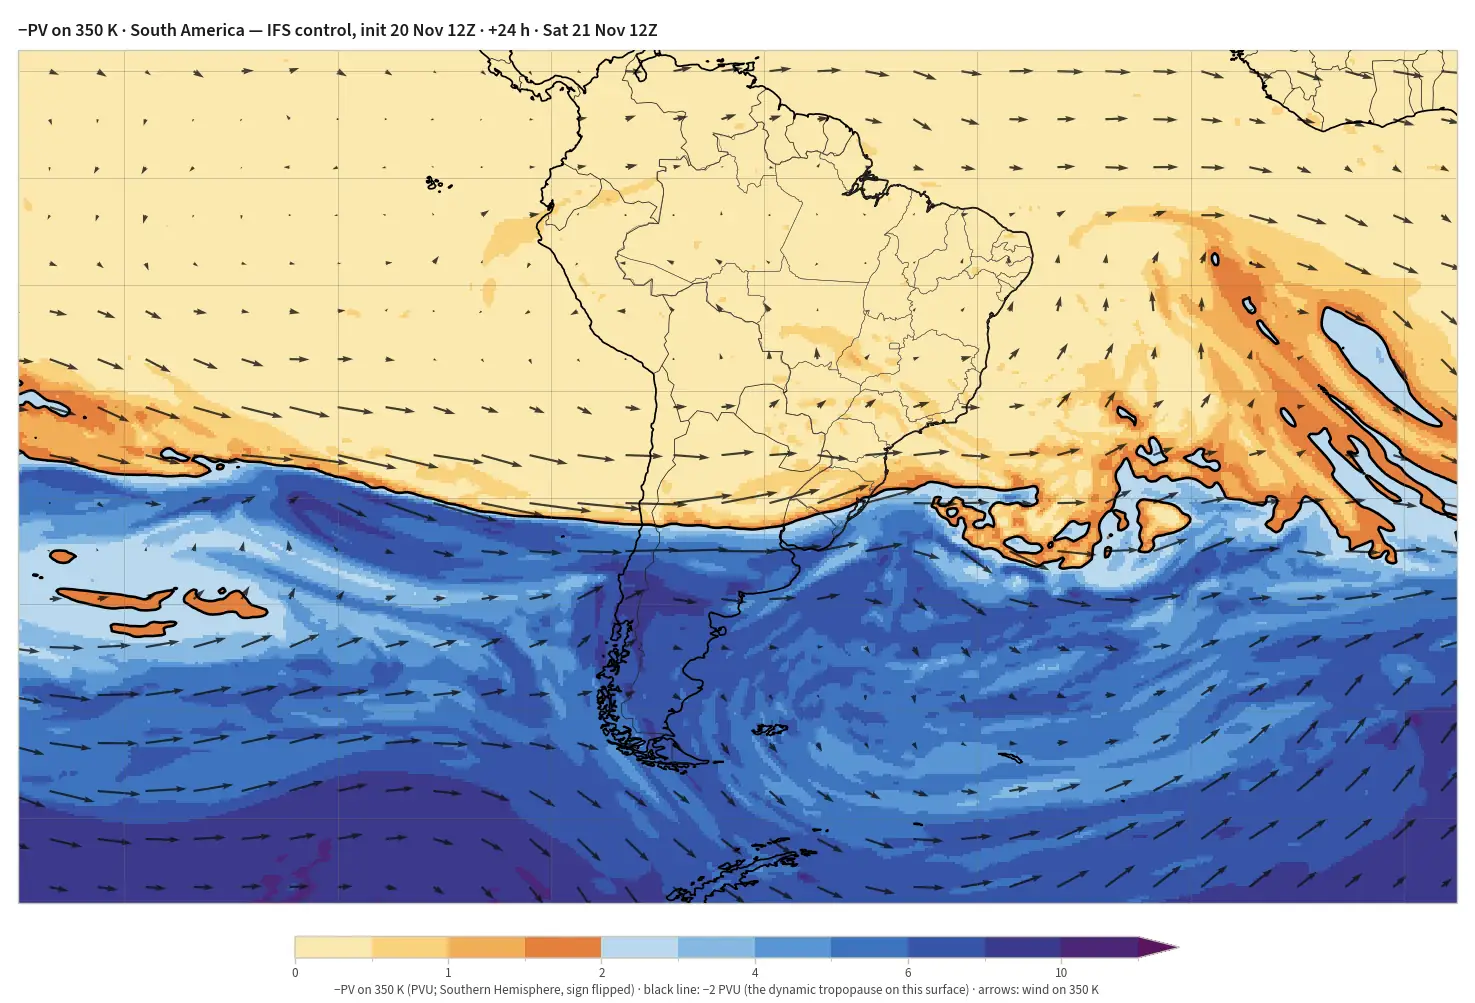 −PV on 350 K · South America — IFS control, init 20 Nov 12Z · +24 h · Sat 21 Nov 12Z
0 1 2 4 6 10
−PV on 350 K (PVU; Southern Hemisphere, sign flipped) · black line: −2 PVU (the dynamic tropopause on this surface) · arrows: wind on 350 K